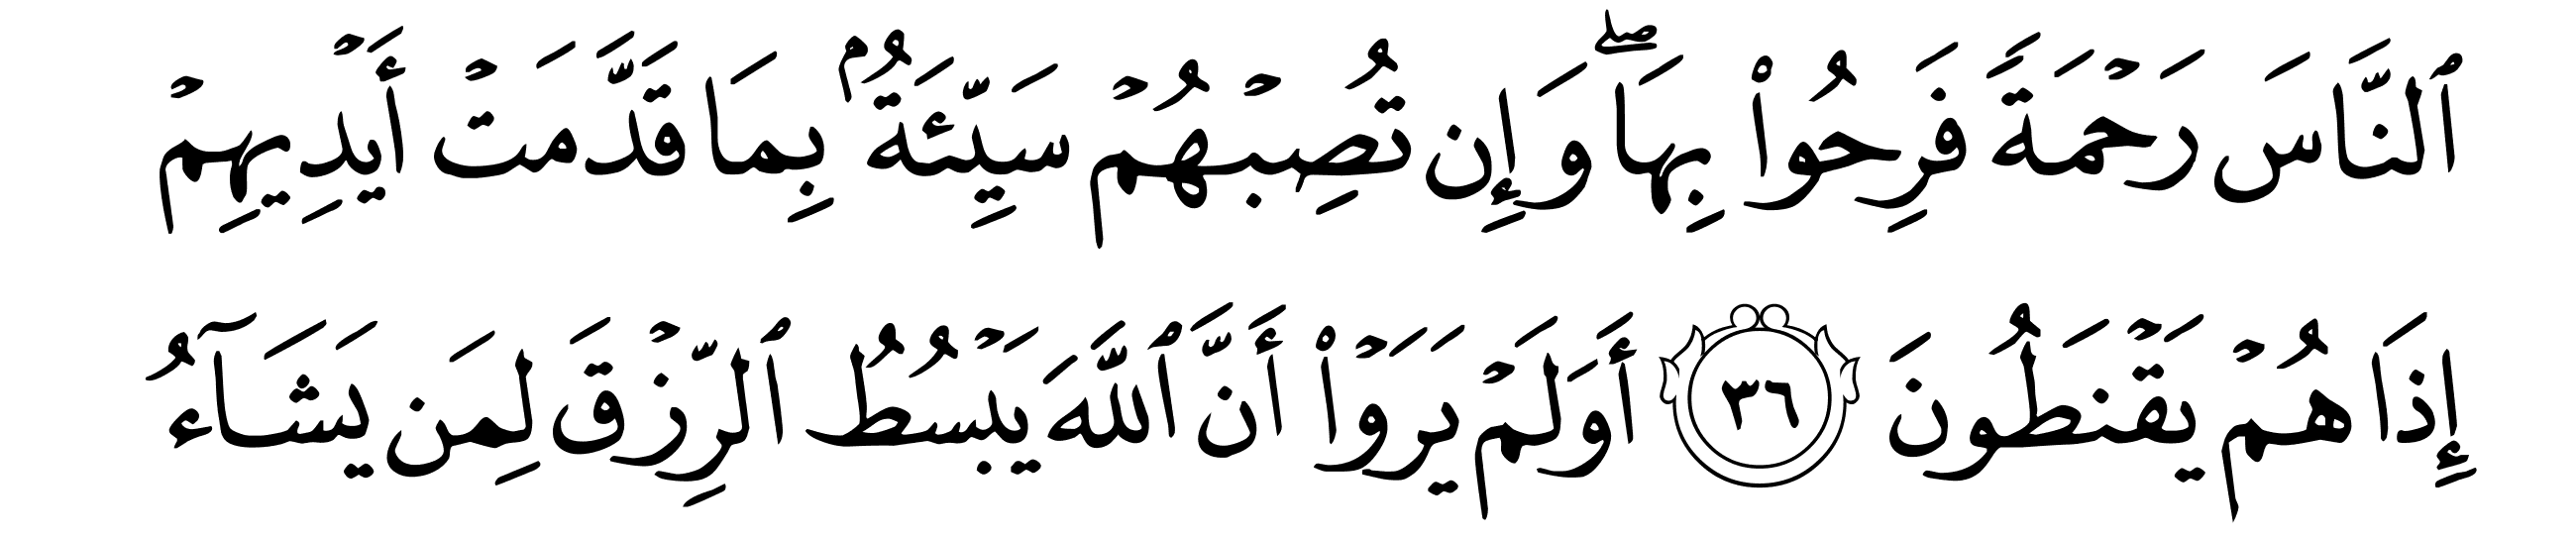 ٱلنَّاسَ رَحۡمَةٗ فَرِحُواْ بِهَاۖ وَإِن تُصِبۡهُمۡ سَيِّئَةُۢ بِمَا قَدَّمَتۡ أَيۡدِيهِمۡ
إِذَا هُمۡ يَقۡنَطُونَ ٣٦ أَوَلَمۡ يَرَوۡاْ أَنَّ ٱللَّهَ يَبۡسُطُ ٱلرِّزۡقَ لِمَن يَشَآءُ